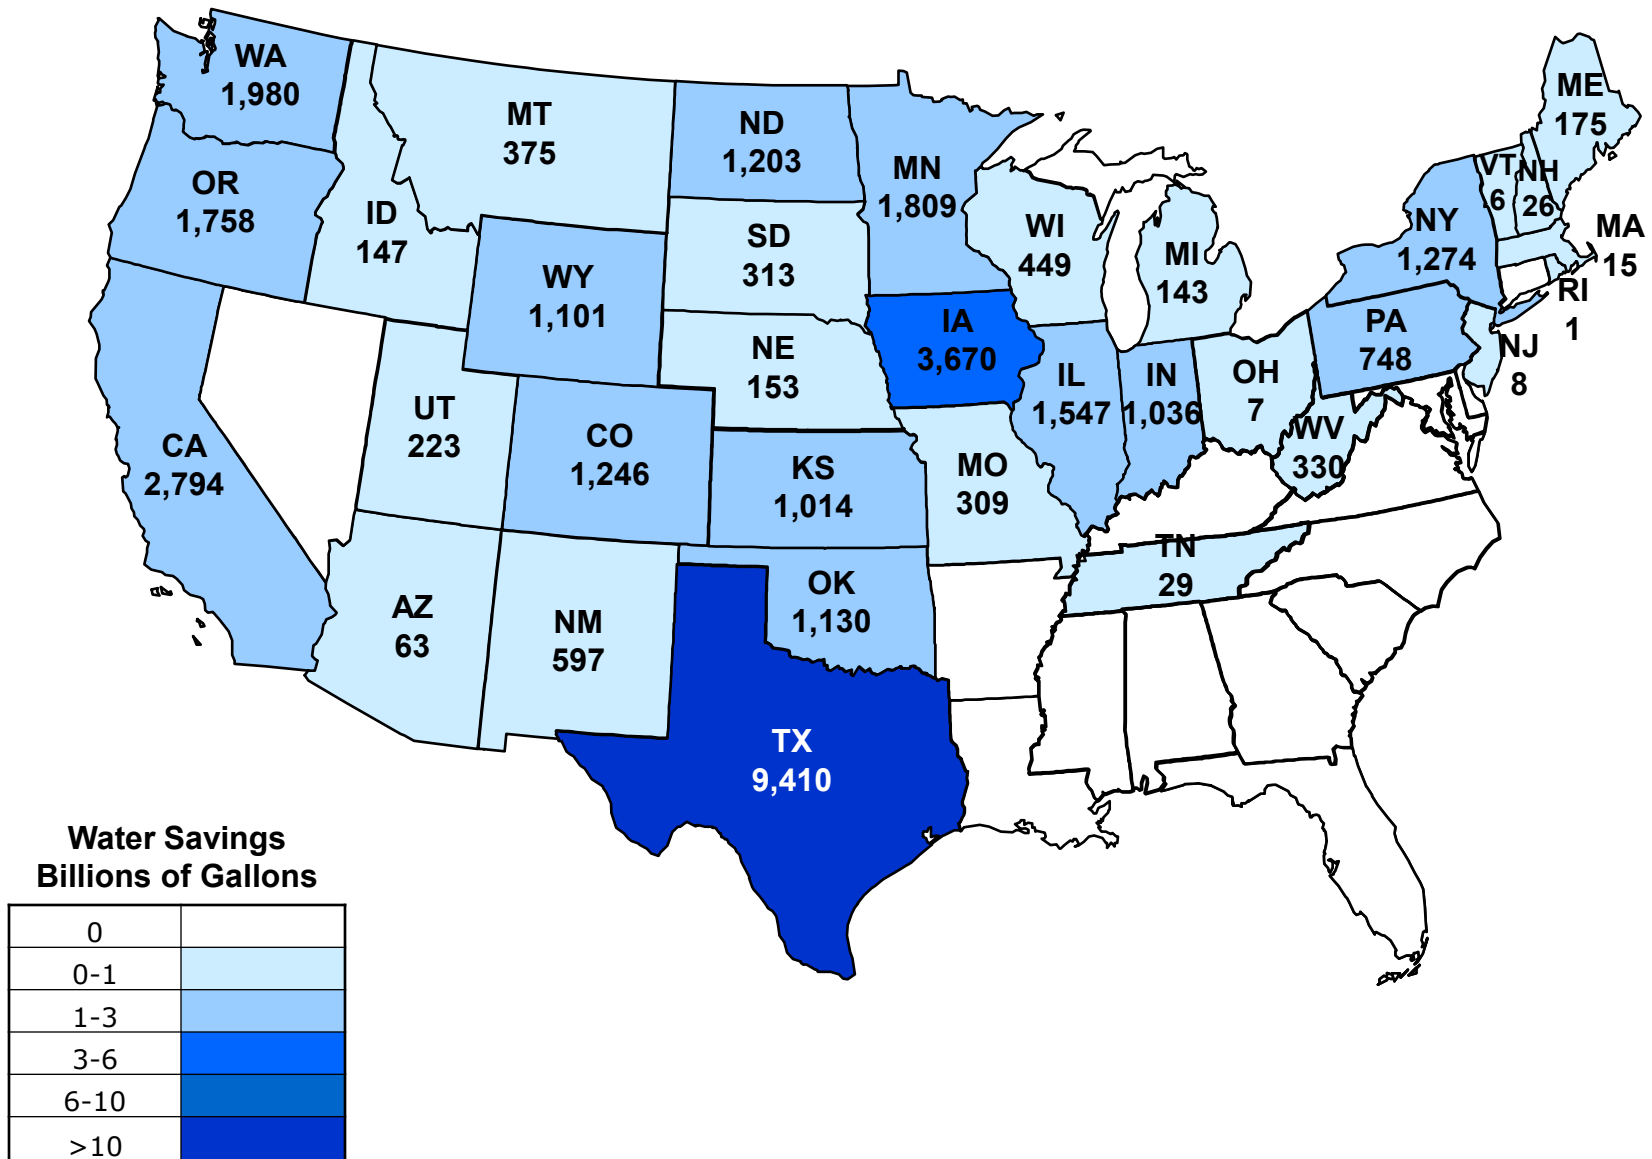 WA
1,980
OR
1,758
CA
2,794
ID
147
MT
375
WY
1,101
UT
223
CO
1,246
AZ
63
NM
597
ND
1,203
SD
313
NE
153
KS
1,014
OK
1,130
TX
9,410
MN
1,809
IA
3,670
MO
309
WI
449
IL
1,547
MI
143
IN
1,036
OH
7
WV
330
TN
29
PA
748
NY
1,274
VT
6
NH
26
ME
175
MA
15
RI
1
NJ
8
Water Savings
Billions of Gallons
0
0-1
1-3
3-6
6-10
>10